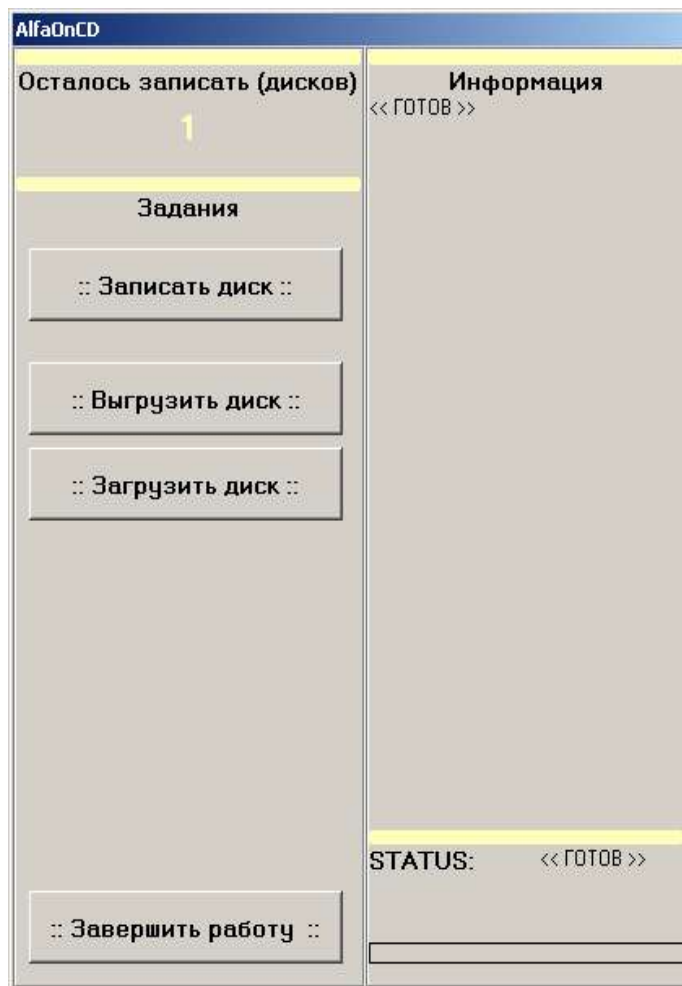 AlfaOnCD
Осталось записать (дисков)
1
Задания
:: Записать диск ::
:: Выгрузить диск ::
:: Загрузить диск ::
:: Завершить работу ::
Информация
<< ГОТОВ >>
STATUS: << ГОТОВ >>